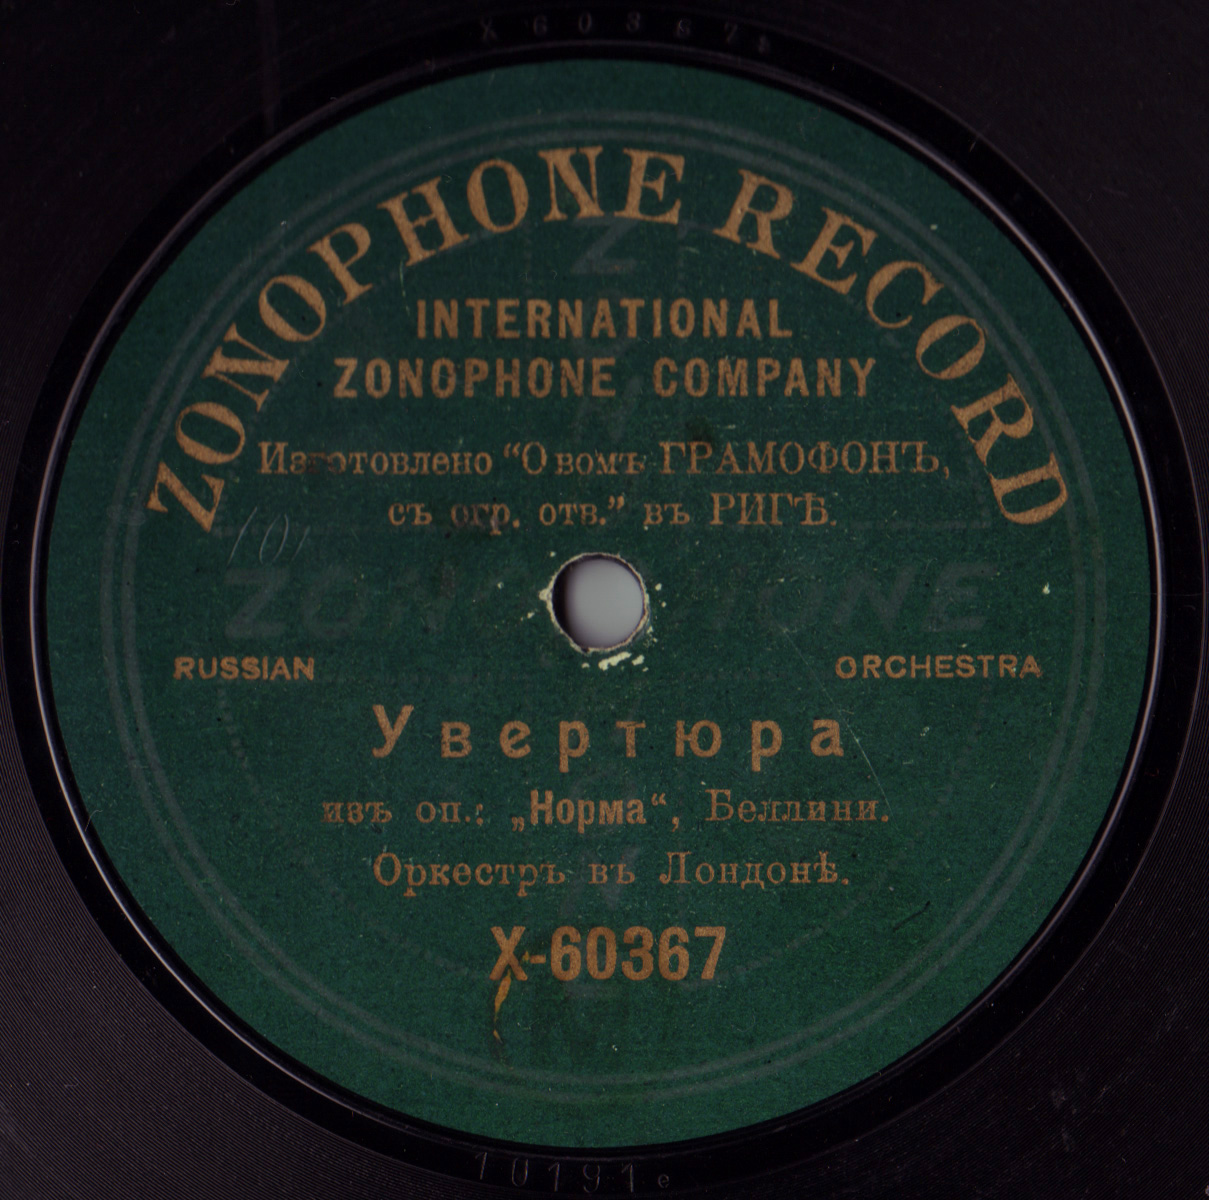 X 60367
ZONOPHONE RECORD
INTERNATIONAL
ZONOPHONE COMPANY
Изготовлено “О вомъ ГРАМОФОНЪ,
съ огр. отв.” въ РИГѢ.
RUSSIAN ORCHESTRA
Увертюра
изъ оп.; „Норма“, Беллини.
Оркестръ въ Лондонѣ.
X-60367
10191 e